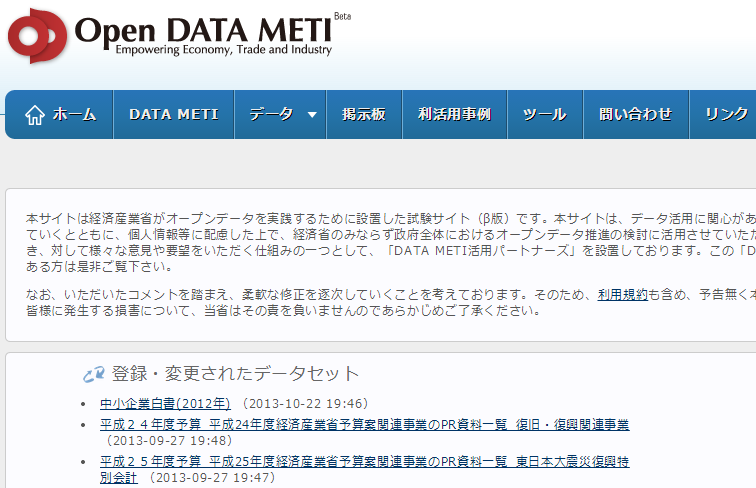 Open DATA METI Beta
Empowering Economy, Trade and Industry
ホーム DATA METI データ 掲示板 利活用事例 ツール 問い合わせ リンク
本サイトは経済産業省がオープンデータを実践するために設置した試験サイト（β版）です。本サイトは、データ活用に関心があ
ていくとともに、個人情報等に配慮した上で、経済省のみならず政府全体におけるオープンデータ推進の検討に活用させていただ
き、対して様々な意見や要望をいただく仕組みの一つとして、「DATA METI活用パートナーズ」を設置しております。この「D
ある方は是非ご覧下さい。
なお、いただいたコメントを踏まえ、柔軟な修正を逐次していくことを考えております。そのため、利用規約も含め、予告無く本
皆様に発生する損害について、当省はその責を負いませんのであらかじめご了承ください。
登録・変更されたデータセット
中小企業白書(2012年) （2013-10-22 19:46）
平成２４年度予算_平成24年度経済産業省予算案関連事業のPR資料一覧_復旧・復興関連事業
（2013-09-27 19:48）
平成２５年度予算_平成25年度経済産業省予算案関連事業のPR資料一覧_東日本大震災復興特
別会計 （2013-09-27 19:47）